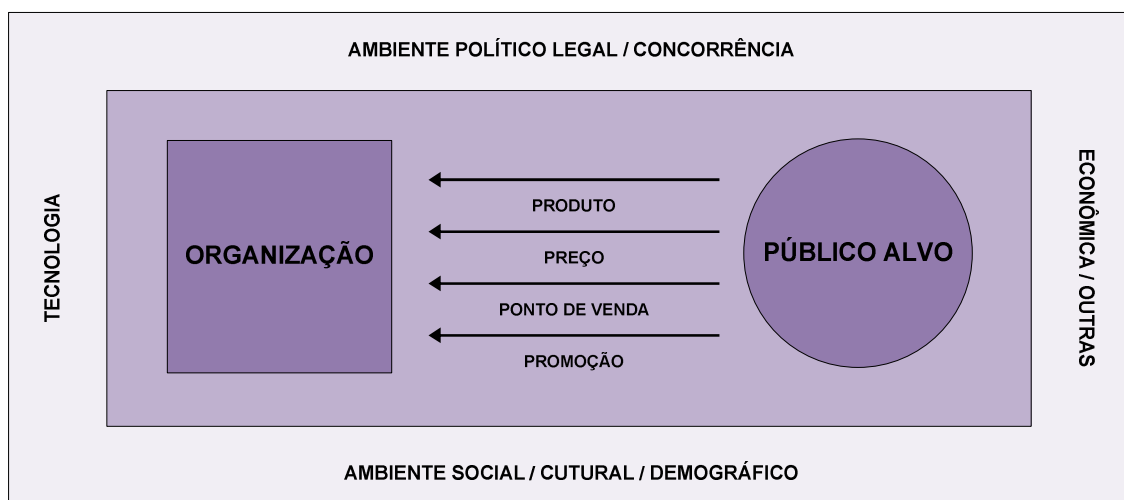 AMBIENTE POLÍTICO LEGAL / CONCORRÊNCIA
TECNOLOGIA
ORGANIZAÇÃO
PRODUTO
PREÇO
PONTO DE VENDA
PROMOÇÃO
PÚBLICO ALVO
ECONÔMICA / OUTRAS
AMBIENTE SOCIAL / CUTURAL / DEMOGRÁFICO